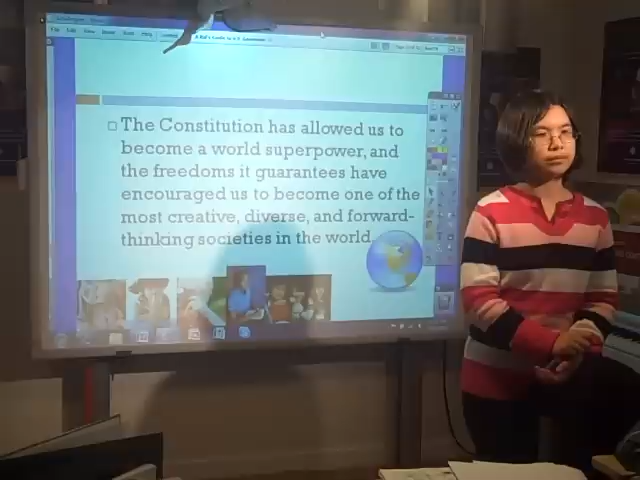 The Constitution has allowed us to
become a world superpower, and
the freedoms it guarantees have
encouraged us to become one of the
most creative, diverse, and forward-
thinking societies in the world.